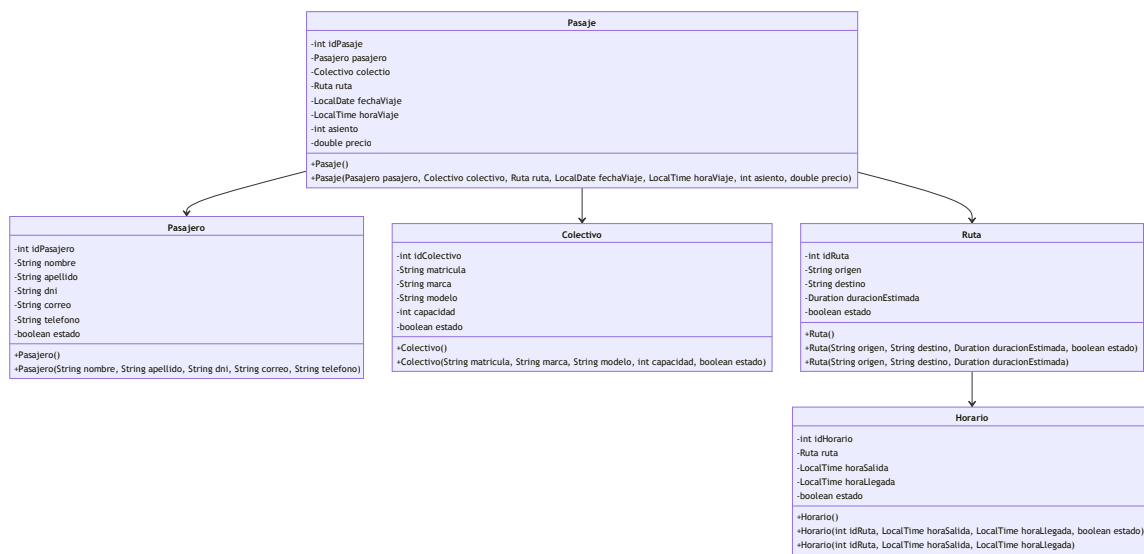 Pasaje
-int idPasaje
-Pasajero pasajero
-Colectivo colectio
-Ruta ruta
-LocalDate fechaViaje
-LocalTime horaViaje
-int asiento
-double precio
+Pasaje()
+Pasaje(Pasajero pasajero, Colectivo colectivo, Ruta ruta, LocalDate fechaViaje, LocalTime horaViaje, int asiento, double precio)
Pasajero
-int idPasajero
-String nombre
-String apellido
-String dni
-String correo
-String telefono
-boolean estado
+Pasajero()
+Pasajero(String nombre, String apellido, String dni, String correo, String telefono)
Colectivo
-int idColectivo
-String matricula
-String marca
-String modelo
-int capacidad
-boolean estado
+Colectivo()
+Colectivo(String matricula, String marca, String modelo, int capacidad, boolean estado)
Ruta
-int idRuta
-String origen
-String destino
-Duration duracionEstimada
-boolean estado
+Ruta()
+Ruta(String origen, String destino, Duration duracionEstimada, boolean estado)
+Ruta(String origen, String destino, Duration duracionEstimada)
Horario
-int idHorario
-Ruta ruta
-LocalTime horaSalida
-LocalTime horaLlegada
-boolean estado
+Horario()
+Horario(int idRuta, LocalTime horaSalida, LocalTime horaLlegada, boolean estado)
+Horario(int idRuta, LocalTime horaSalida, LocalTime horaLlegada)